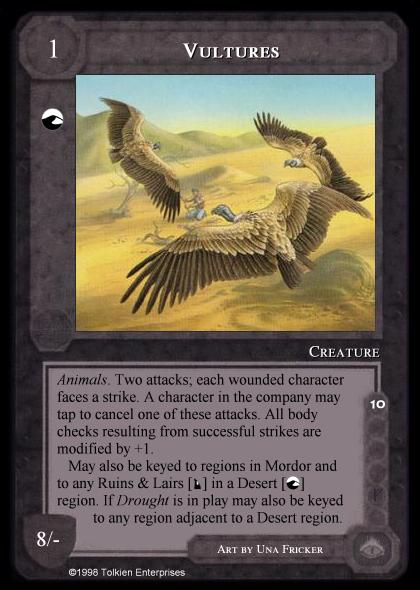 1
VULTURES
CREATURE
Animals. Two attacks; each wounded character
faces a strike. A character in the company may
tap to cancel one of these attacks. All body
checks resulting from successful strikes are
modified by +1.
May also be keyed to regions in Mordor and
to any Ruins & Lairs [] in a Desert []
region. If Drought is in play may also be keyed
to any region adjacent to a Desert region.
10
8/-
ART BY UNA FRICKER
©1998 Tolkien Enterprises